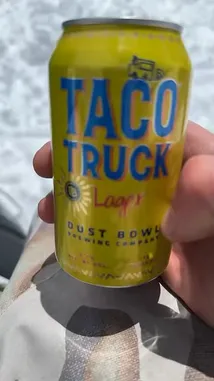 TACO
TRUCK
Lager
DUST BOWL
BREWING COMPANY